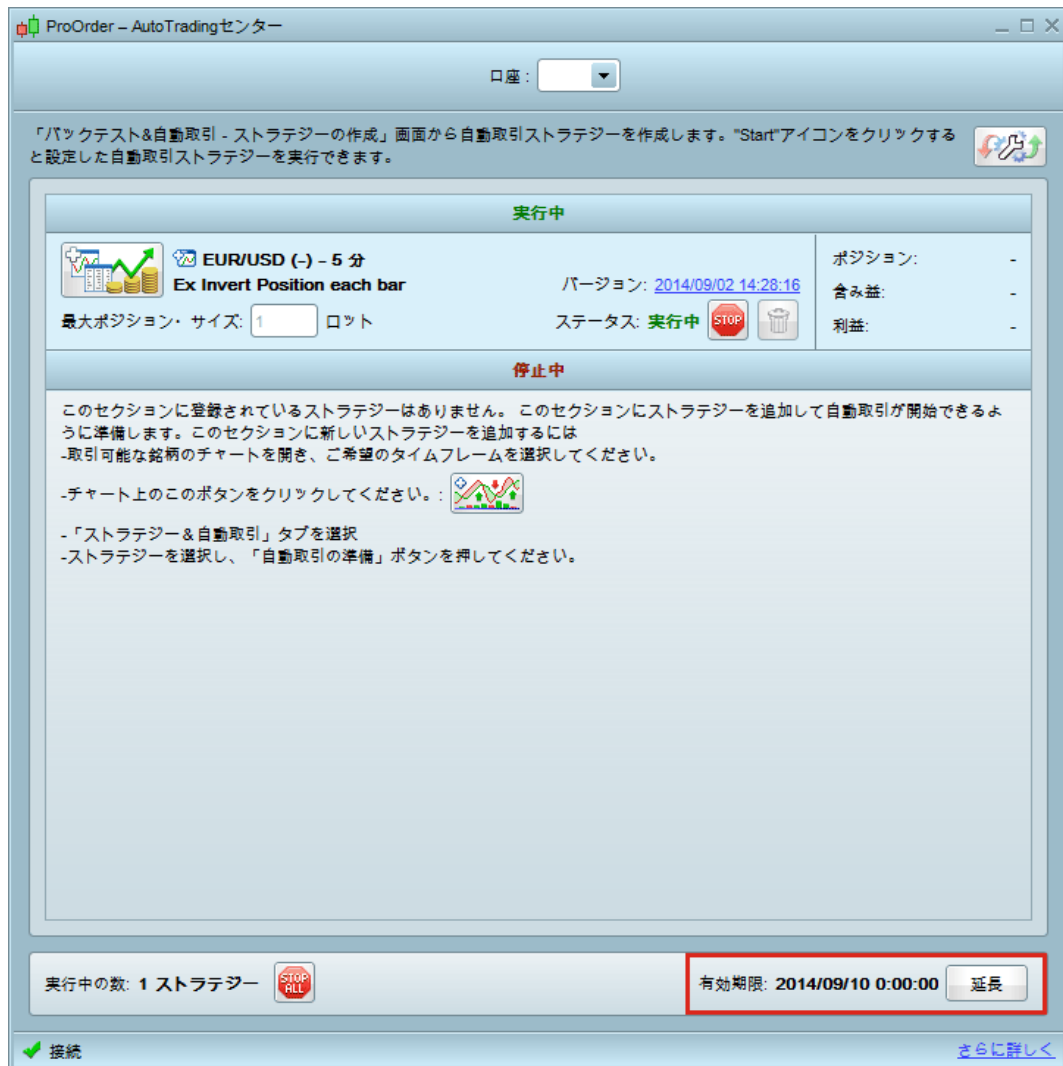 ProOrder – AutoTradingセンター
口座 :
「バックテスト&自動取引 - ストラテジーの作成」画面から自動取引ストラテジーを作成します。"Start"アイコンをクリックする
と設定した自動取引ストラテジーを実行できます。
実行中
EUR/USD (-) - 5 分
Ex Invert Position each bar
バージョン: 2014/09/02 14:28:16
最大ポジション・サイズ: 1 ロット
ステータス: 実行中 STOP
ポジション: -
含み益: -
利益: -
停止中
このセクションに登録されているストラテジーはありません。 このセクションにストラテジーを追加して自動取引が開始できるよ
うに準備します。このセクションに新しいストラテジーを追加するには
-取引可能な銘柄のチャートを開き、ご希望のタイムフレームを選択してください。
-チャート上のこのボタンをクリックしてください。:
-「ストラテジー＆自動取引」タブを選択
-ストラテジーを選択し、「自動取引の準備」ボタンを押してください。
実行中の数: 1 ストラテジー STOP ALL
有効期限: 2014/09/10 0:00:00 延長
接続
さらに詳しく